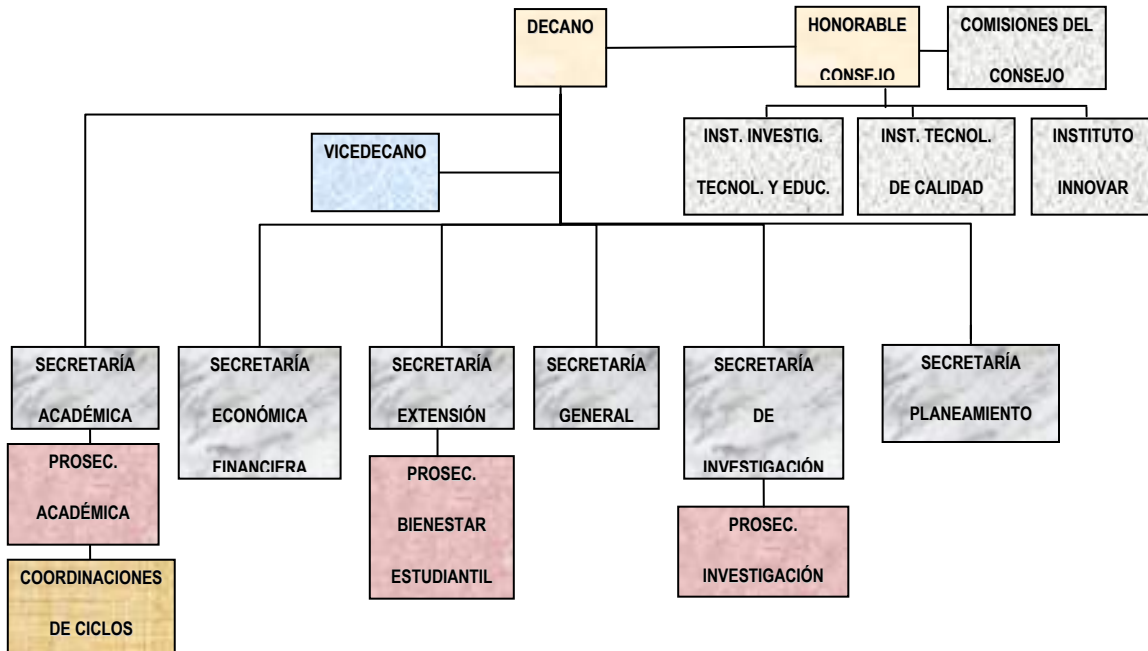 DECANO
HONORABLE
CONSEJO
COMISIONES DEL
CONSEJO
VICEDECANO
INST. INVESTIG.
TECNOL. Y EDUC.
INST. TECNOL.
DE CALIDAD
INSTITUTO
INNOVAR
SECRETARÍA
ACADÉMICA
SECRETARÍA
ECONÓMICA
FINANCIERA
SECRETARÍA
EXTENSIÓN
SECRETARÍA
GENERAL
SECRETARÍA
DE
INVESTIGACIÓN
SECRETARÍA
PLANEAMIENTO
PROSEC.
ACADÉMICA
PROSEC.
BIENESTAR
ESTUDIANTIL
PROSEC.
INVESTIGACIÓN
COORDINACIONES
DE CICLOS